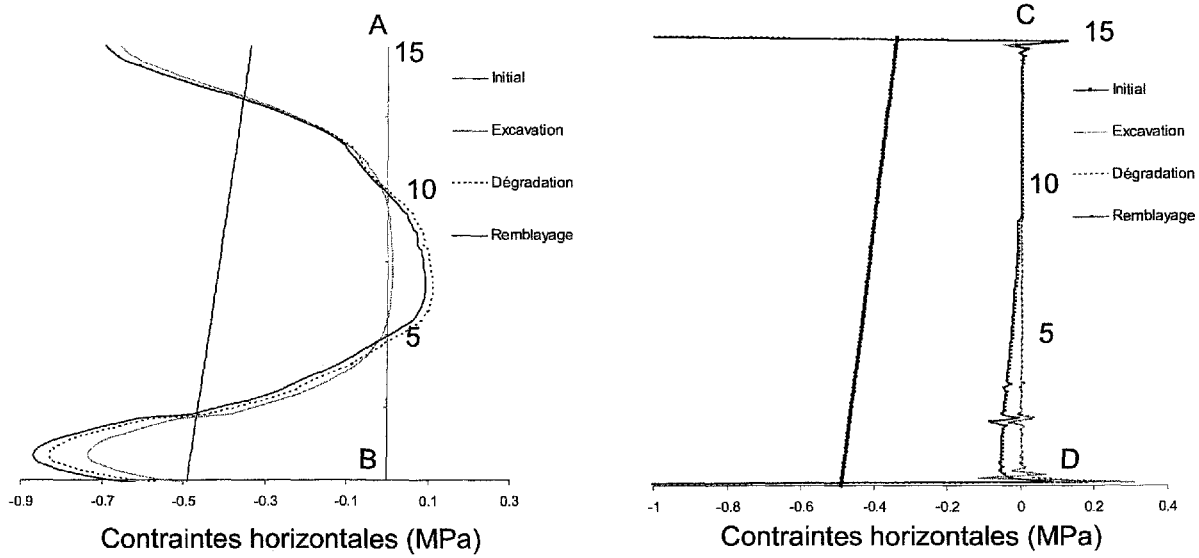 A
15
Initial
Excavation
10
Dégradation
Remblayage
5
B
-0.9 -0.7 -0.5 -0.3 -0.1 0.1 0.3
Contraintes horizontales (MPa)
C
15
Initial
Excavation
10
Dégradation
Remblayage
5
D
-1 -0.8 -0.6 -0.4 -0.2 0 0.2 0.4
Contraintes horizontales (MPa)